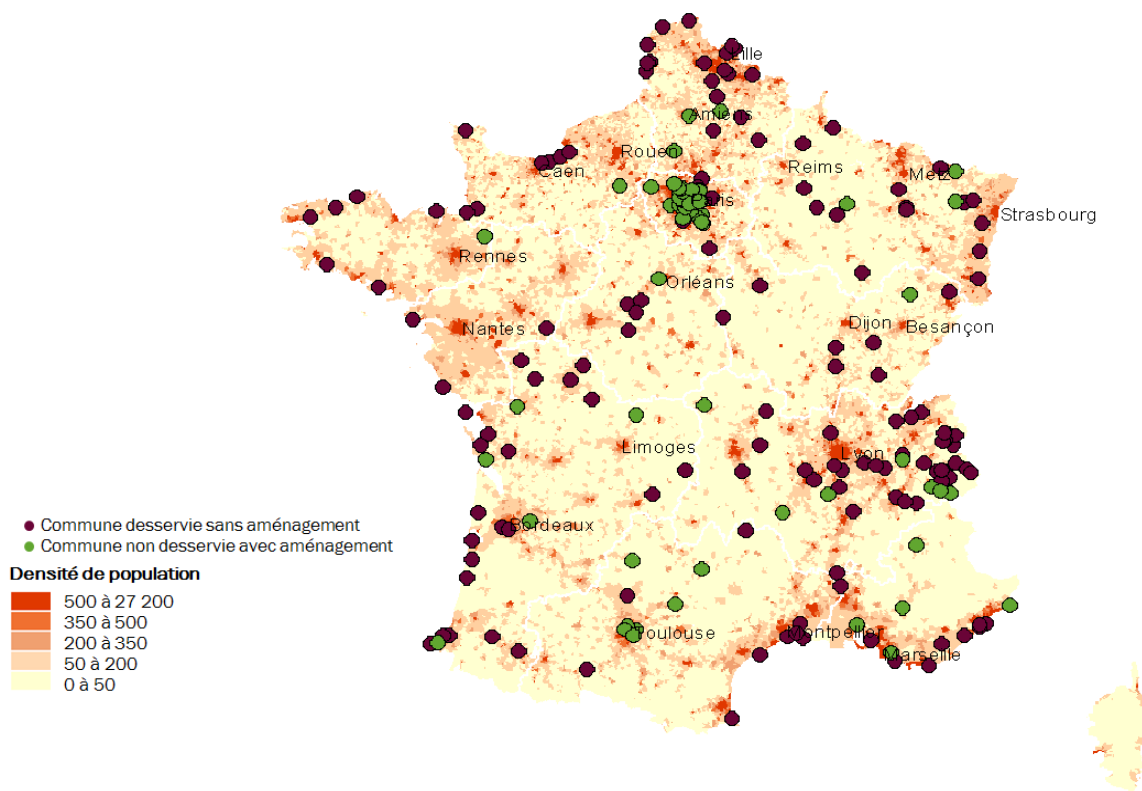 Lille
Amiens
Rouen
Reims
Caen
Metz
Paris
Strasbourg
Rennes
Orléans
Nantes
Dijon
Besançon
Limoges
Lyon
Bordeaux
Toulouse
Montpellier
Marseille
Commune desservie sans aménagement
Commune non desservie avec aménagement
Densité de population
500 à 27 200
350 à 500
200 à 350
50 à 200
0 à 50